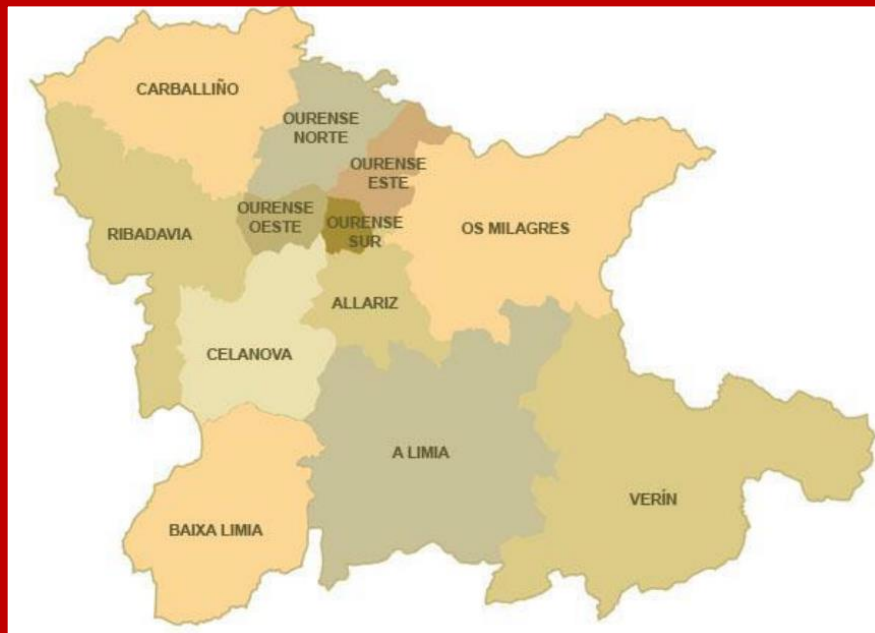 CARBALLIÑO
OURENSE
NORTE
OURENSE
ESTE
OURENSE
OESTE
OURENSE
SUR
RIBADAVIA
OS MILAGRES
ALLARIZ
CELANOVA
A LIMIA
VERÍN
BAIXA LIMIA